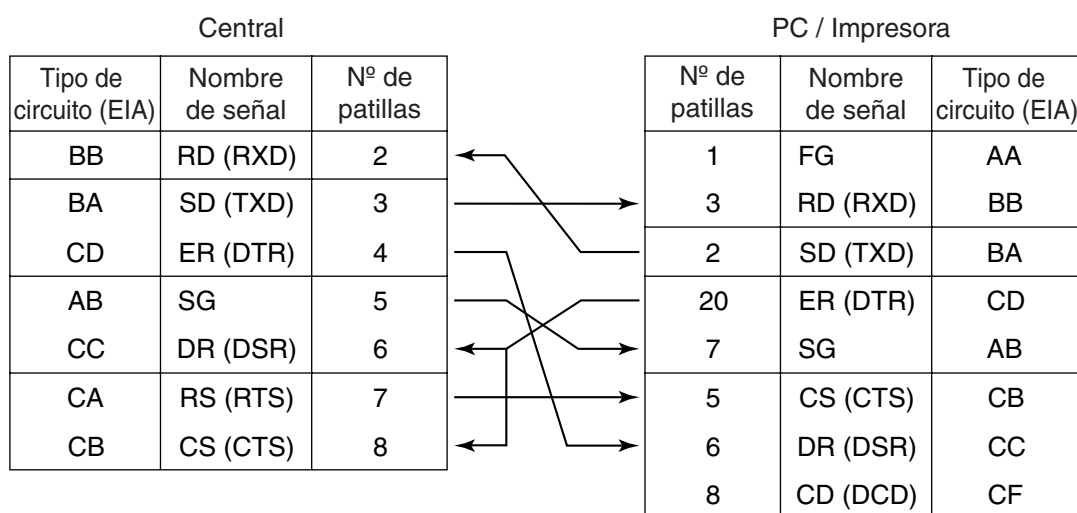 Central
Tipo de circuito (EIA) Nombre de señal Nº de patillas
BB RD (RXD) 2
BA SD (TXD) 3
CD ER (DTR) 4
AB SG 5
CC DR (DSR) 6
CA RS (RTS) 7
CB CS (CTS) 8
PC / Impresora
Nº de patillas Nombre de señal Tipo de circuito (EIA)
1 FG AA
3 RD (RXD) BB
2 SD (TXD) BA
20 ER (DTR) CD
7 SG AB
5 CS (CTS) CB
6 DR (DSR) CC
8 CD (DCD) CF